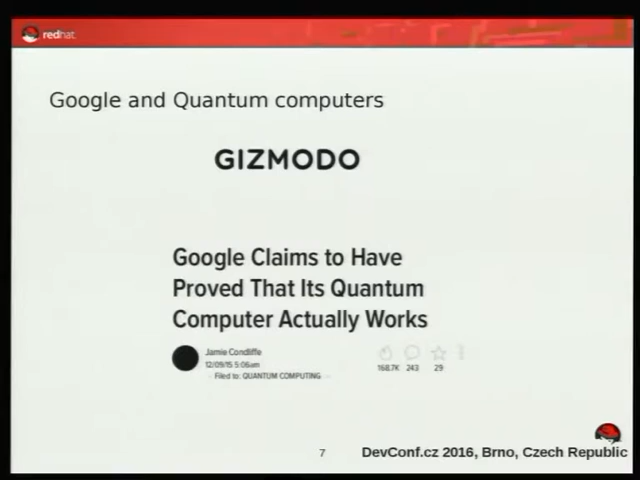 redhat.
Google and Quantum computers
GIZMODO
Google Claims to Have
Proved That Its Quantum
Computer Actually Works
Jamie Condliffe
12/09/15 5:06am
Filed to: QUANTUM COMPUTING
168.7K 243 29
7
DevConf.cz 2016, Brno, Czech Republic